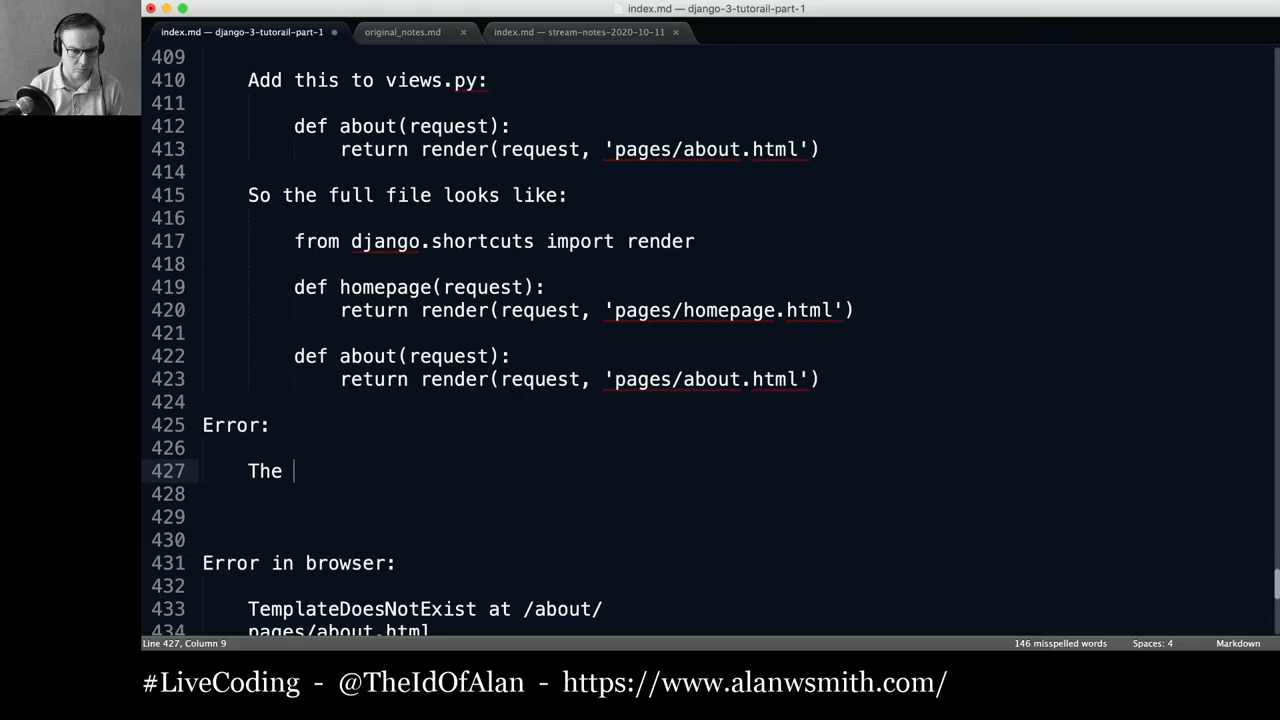 index.md — django-3-tutorail-part-1
index.md — django-3-tutorail-part-1 original_notes.md × index.md — stream-notes-2020-10-11 ×
409
410 Add this to views.py:
411
412 def about(request):
413 return render(request, 'pages/about.html')
414
415 So the full file looks like:
416
417 from django.shortcuts import render
418
419 def homepage(request):
420 return render(request, 'pages/homepage.html')
421
422 def about(request):
423 return render(request, 'pages/about.html')
424
425 Error:
426
427 The
428
429
430
431 Error in browser:
432
433 TemplateDoesNotExist at /about/
434 pages/about.html
Line 427, Column 9 146 misspelled words Spaces: 4 Markdown
#LiveCoding - @TheIdOfAlan - https://www.alanwsmith.com/